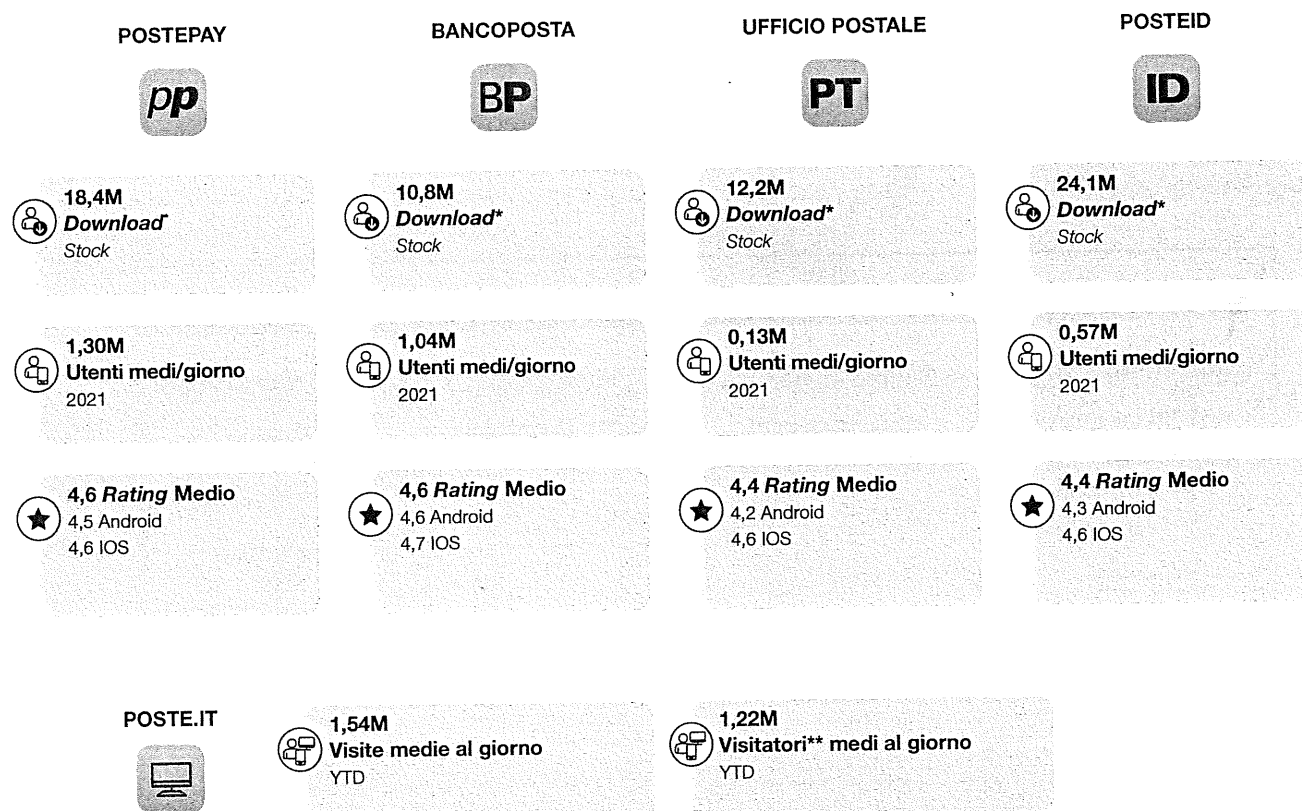 POSTEPAY
BANCOPOSTA
UFFICIO POSTALE
POSTEID
pp
BP
PT
ID
18,4M
Download*
Stock
10,8M
Download*
Stock
12,2M
Download*
Stock
24,1M
Download*
Stock
1,30M
Utenti medi/giorno
2021
1,04M
Utenti medi/giorno
2021
0,13M
Utenti medi/giorno
2021
0,57M
Utenti medi/giorno
2021
4,6 Rating Medio
4,5 Android
4,6 IOS
4,6 Rating Medio
4,6 Android
4,7 IOS
4,4 Rating Medio
4,2 Android
4,6 IOS
4,4 Rating Medio
4,3 Android
4,6 IOS
POSTE.IT
1,54M
Visite medie al giorno
YTD
1,22M
Visitatori** medi al giorno
YTD